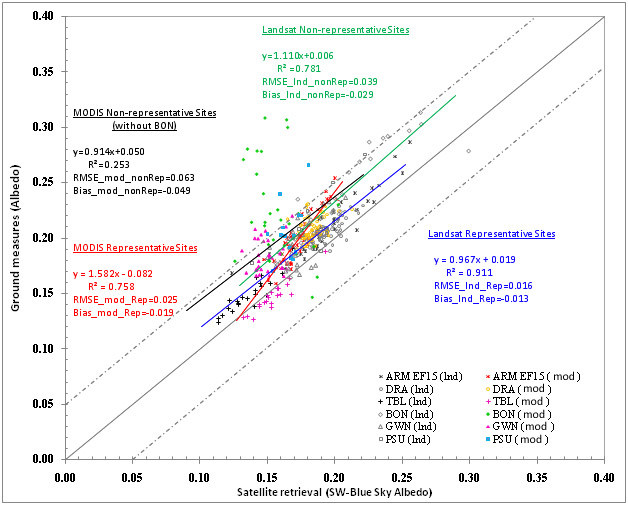 0.40
0.35
0.30
0.25
0.20
0.15
0.10
0.05
0.00
Ground measures (Albedo)
Landsat Non-representative Sites
y=1.110x+0.006
R² = 0.781
RMSE_lnd_nonRep=0.039
Bias_lnd_nonRep=-0.029
MODIS Non-representative Sites
(without BON)
y=0.914x+0.050
R² = 0.253
RMSE_mod_nonRep=0.063
Bias_mod_nonRep=-0.049
MODIS Representative Sites
y = 1.582x - 0.082
R² = 0.758
RMSE_mod_Rep=0.025
Bias_mod_Rep=-0.019
Landsat Representative Sites
y = 0.967x + 0.019
R² = 0.911
RMSE_lnd_Rep=0.016
Bias_lnd_Rep=-0.013
ARM EF15 (lnd) ARM EF15 ( mod )
DRA (lnd) DRA ( mod )
TBL (lnd) TBL ( mod )
BON (lnd) BON ( mod )
GWN (lnd) GWN ( mod )
PSU (lnd) PSU ( mod )
0.00 0.05 0.10 0.15 0.20 0.25 0.30 0.35 0.40
Satellite retrieval (SW-Blue Sky Albedo)